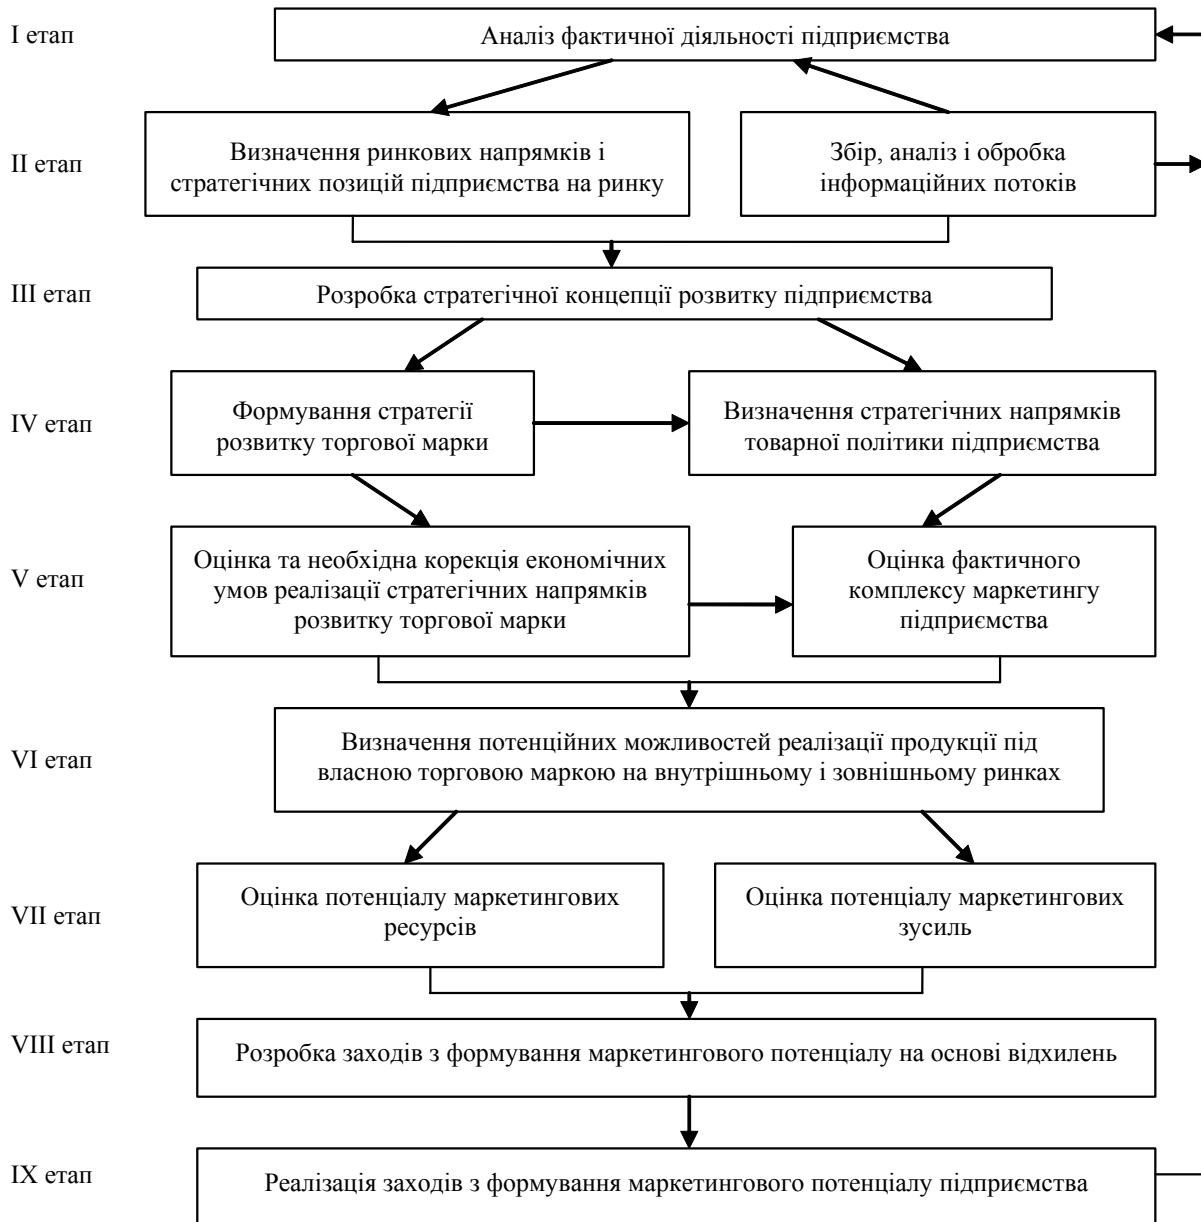 I етап
Аналіз фактичної діяльності підприємства
II етап
Визначення ринкових напрямків і
стратегічних позицій підприємства на ринку
Збір, аналіз і обробка
інформаційних потоків
III етап
Розробка стратегічної концепції розвитку підприємства
IV етап
Формування стратегії
розвитку торгової марки
Визначення стратегічних напрямків
товарної політики підприємства
V етап
Оцінка та необхідна корекція економічних
умов реалізації стратегічних напрямків
розвитку торгової марки
Оцінка фактичного
комплексу маркетингу
підприємства
VI етап
Визначення потенційних можливостей реалізації продукції під
власною торговою маркою на внутрішньому і зовнішньому ринках
VII етап
Оцінка потенціалу маркетингових
ресурсів
Оцінка потенціалу маркетингових
зусиль
VIII етап
Розробка заходів з формування маркетингового потенціалу на основі відхилень
IX етап
Реалізація заходів з формування маркетингового потенціалу підприємства